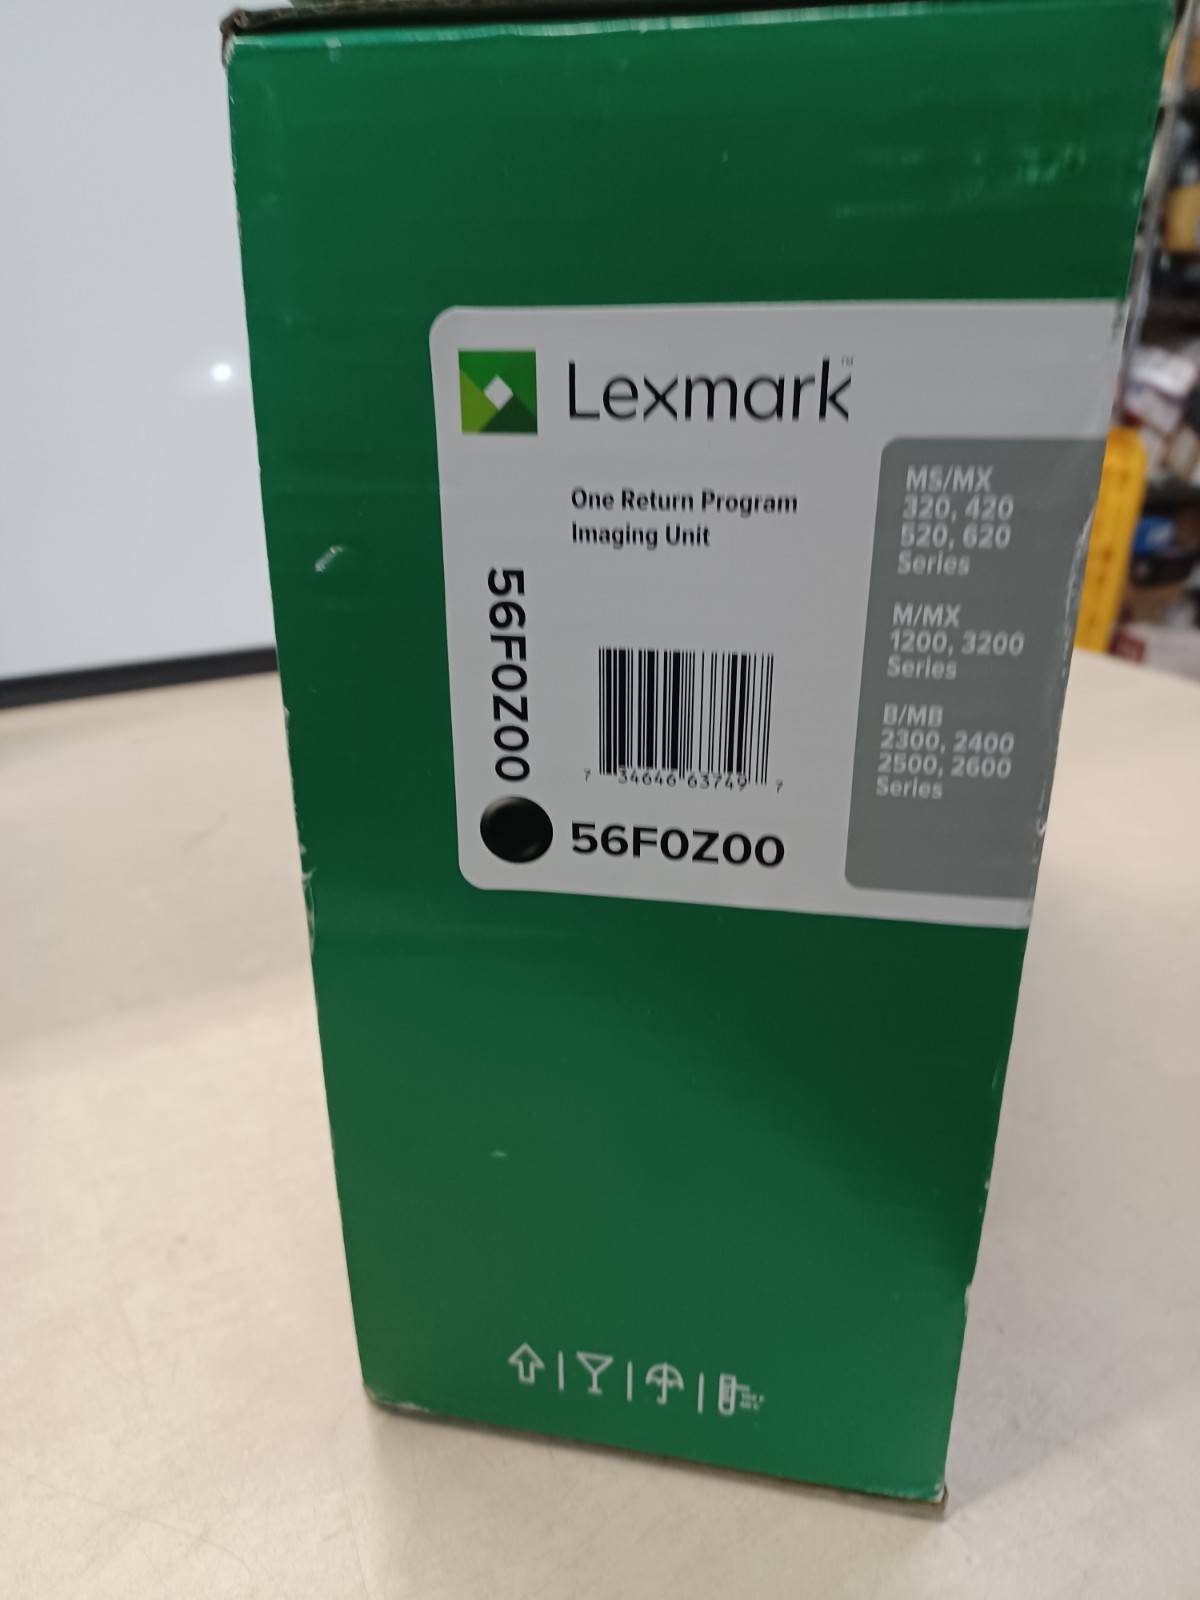 Lexmark™
One Return Program
Imaging Unit
56F0Z00
7 34646 63749 7
56F0Z00
MS/MX
320, 420
520, 620
Series
M/MX
1200, 3200
Series
B/MB
2300, 2400
2500, 2600
Series